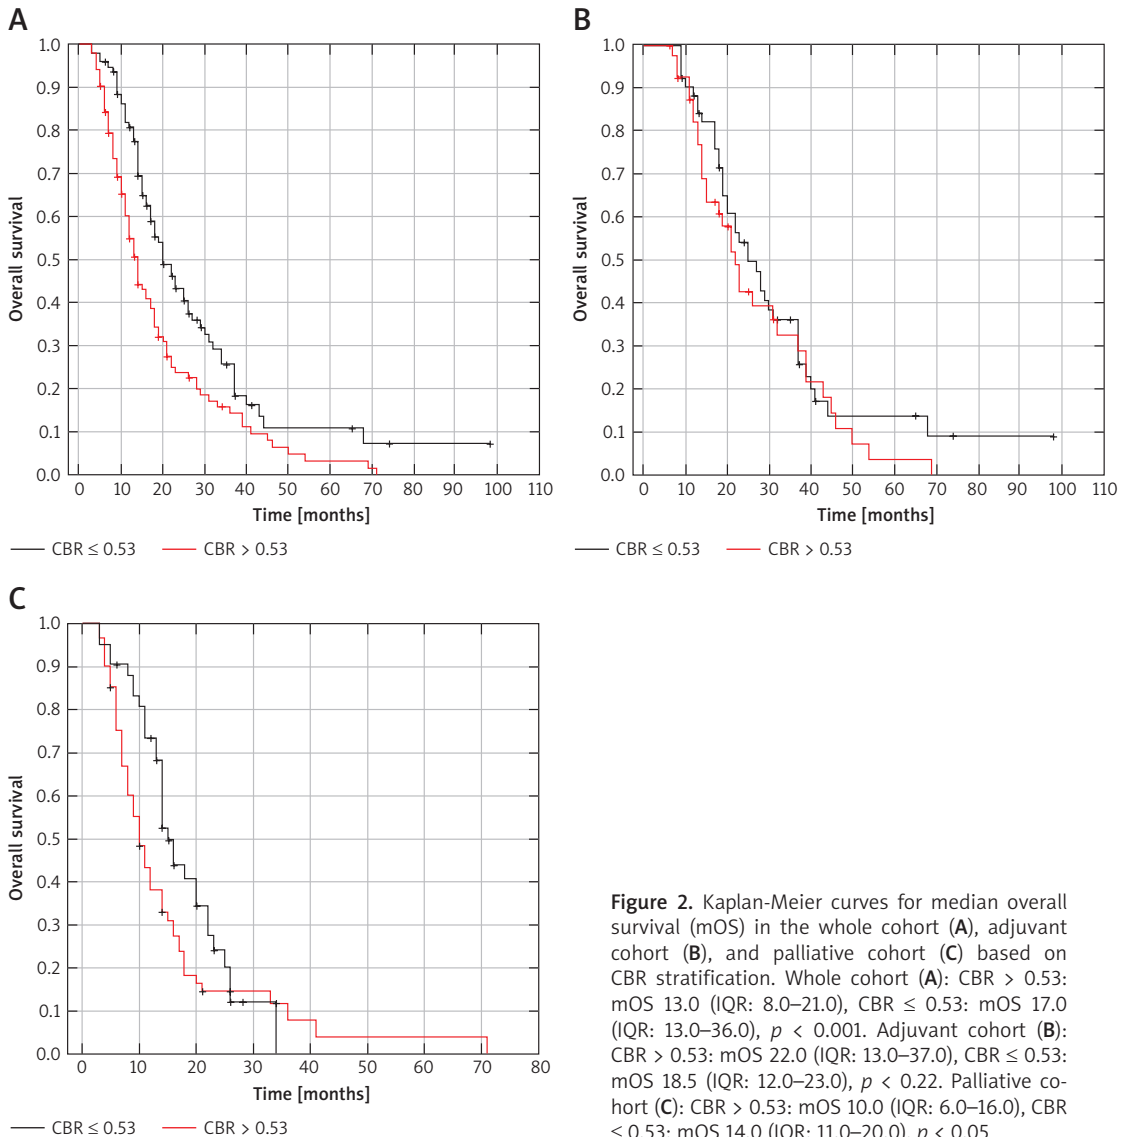 A
1.0
0.9
0.8
0.7
0.6
0.5
0.4
0.3
0.2
0.1
0.0
Overall survival
0 10 20 30 40 50 60 70 80 90 100 110
Time [months]
CBR ≤ 0.53 CBR > 0.53
B
1.0
0.9
0.8
0.7
0.6
0.5
0.4
0.3
0.2
0.1
0.0
Overall survival
0 10 20 30 40 50 60 70 80 90 100 110
Time [months]
CBR ≤ 0.53 CBR > 0.53
C
1.0
0.9
0.8
0.7
0.6
0.5
0.4
0.3
0.2
0.1
0.0
Overall survival
0 10 20 30 40 50 60 70 80
Time [months]
CBR ≤ 0.53 CBR > 0.53
Figure 2. Kaplan-Meier curves for median overall
survival (mOS) in the whole cohort (A), adjuvant
cohort (B), and palliative cohort (C) based on
CBR stratification. Whole cohort (A): CBR > 0.53:
mOS 13.0 (IQR: 8.0–21.0), CBR ≤ 0.53: mOS 17.0
(IQR: 13.0–36.0), p < 0.001. Adjuvant cohort (B):
CBR > 0.53: mOS 22.0 (IQR: 13.0–37.0), CBR ≤ 0.53:
mOS 18.5 (IQR: 12.0–23.0), p < 0.22. Palliative co-
hort (C): CBR > 0.53: mOS 10.0 (IQR: 6.0–16.0), CBR
≤ 0.53: mOS 14.0 (IQR: 11.0–20.0), p < 0.05